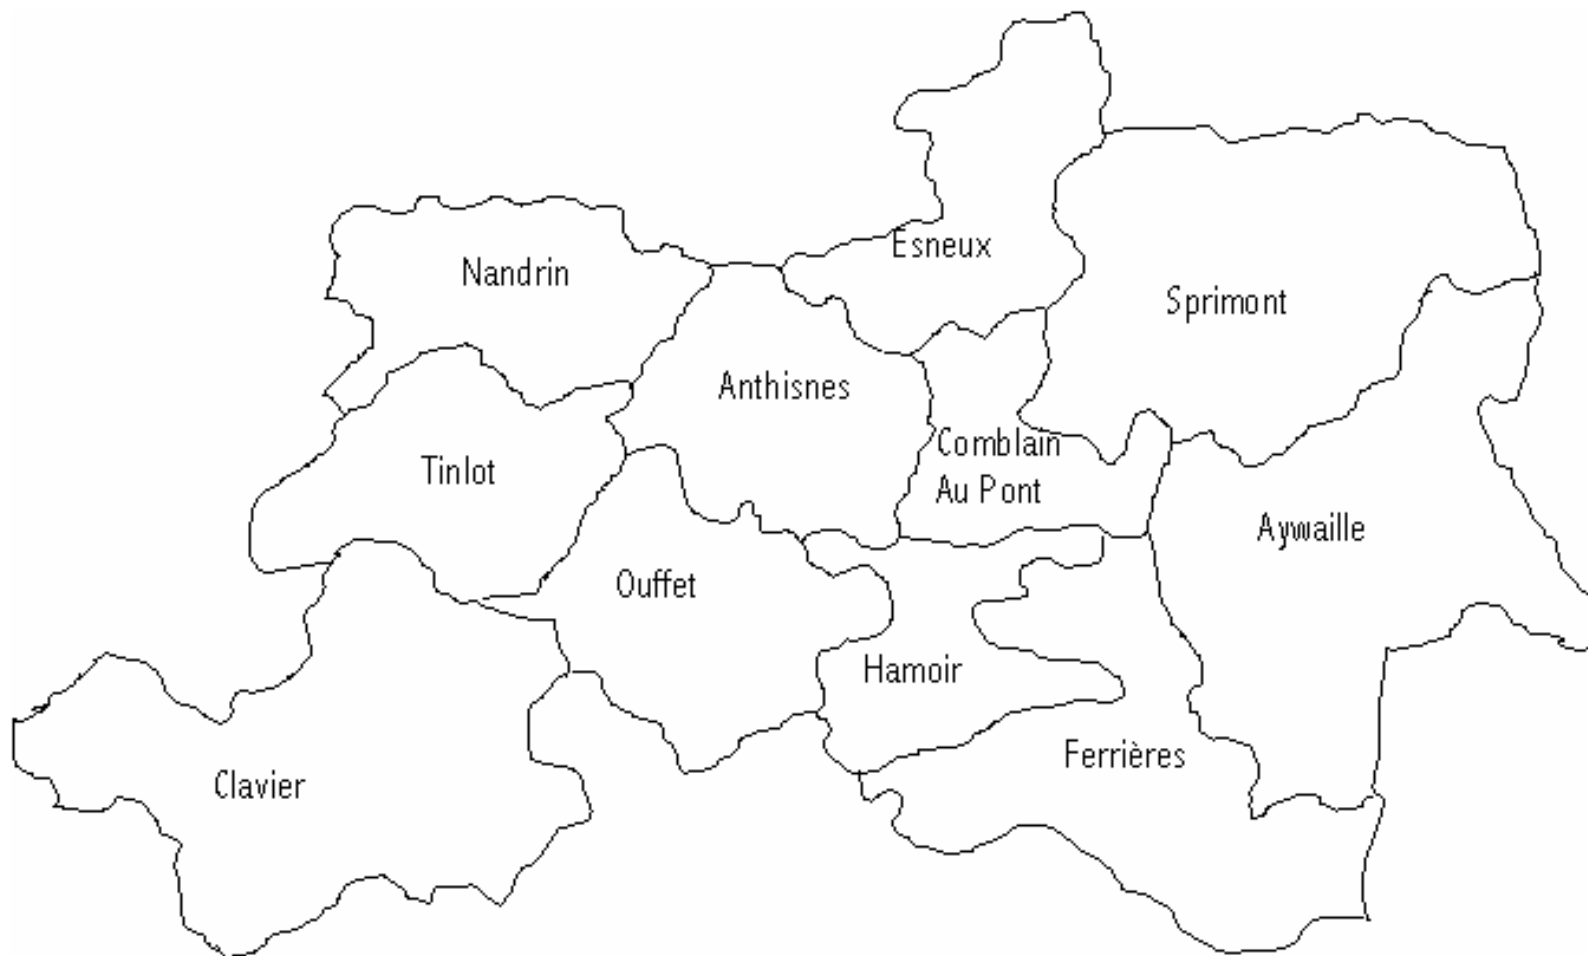 Esneux
Nandrin
Sprimont
Anthisnes
Comblain
Au Pont
Tinlot
Aywaille
Ouffet
Hamoir
Ferrières
Clavier